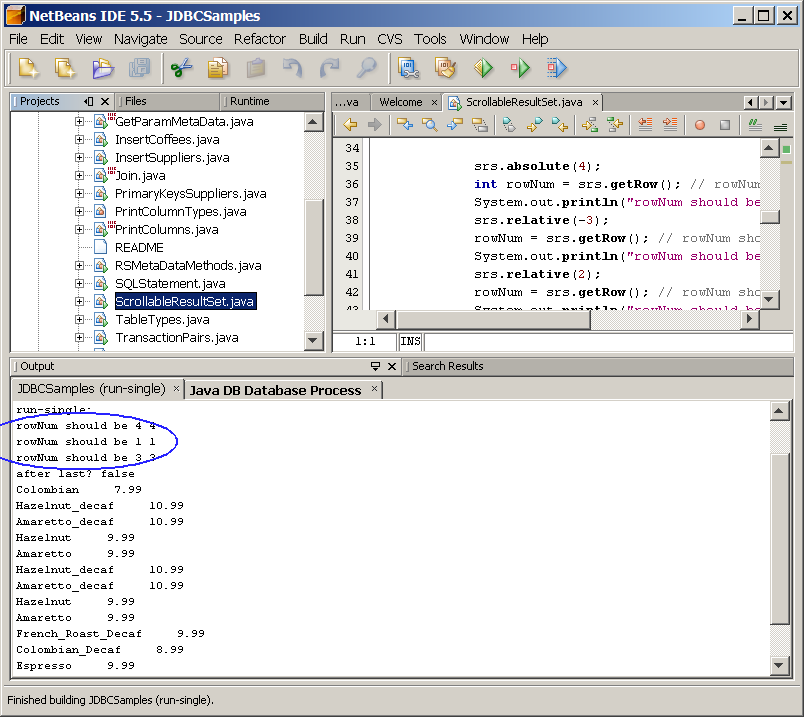 NetBeans IDE 5.5 - JDBCSamples
File Edit View Navigate Source Refactor Build Run CVS Tools Window Help
Projects Files Runtime
GetParamMetaData.java
InsertCoffees.java
InsertSuppliers.java
Join.java
PrimaryKeysSuppliers.java
PrintColumnTypes.java
PrintColumns.java
README
RSMetaDataMethods.java
SQLStatement.java
ScrollableResultSet.java
TableTypes.java
TransactionPairs.java
...va Welcome ScrollableResultSet.java
34
35 srs.absolute(4);
36 int rowNum = srs.getRow(); // rowNum
37 System.out.println("rowNum should be
38 srs.relative(-3);
39 rowNum = srs.getRow(); // rowNum sho
40 System.out.println("rowNum should be
41 srs.relative(2);
42 rowNum = srs.getRow(); // rowNum sho
43 System.out.println("rowNum should be
1:1 INS
Output Search Results
JDBCSamples (run-single) Java DB Database Process
run-single:
rowNum should be 4 4
rowNum should be 1 1
rowNum should be 3 3
after last? false
Colombian 7.99
Hazelnut_decaf 10.99
Amaretto_decaf 10.99
Hazelnut 9.99
Amaretto 9.99
Hazelnut_decaf 10.99
Amaretto_decaf 10.99
Hazelnut 9.99
Amaretto 9.99
French_Roast_Decaf 9.99
Colombian_Decaf 8.99
Espresso 9.99
Finished building JDBCSamples (run-single).